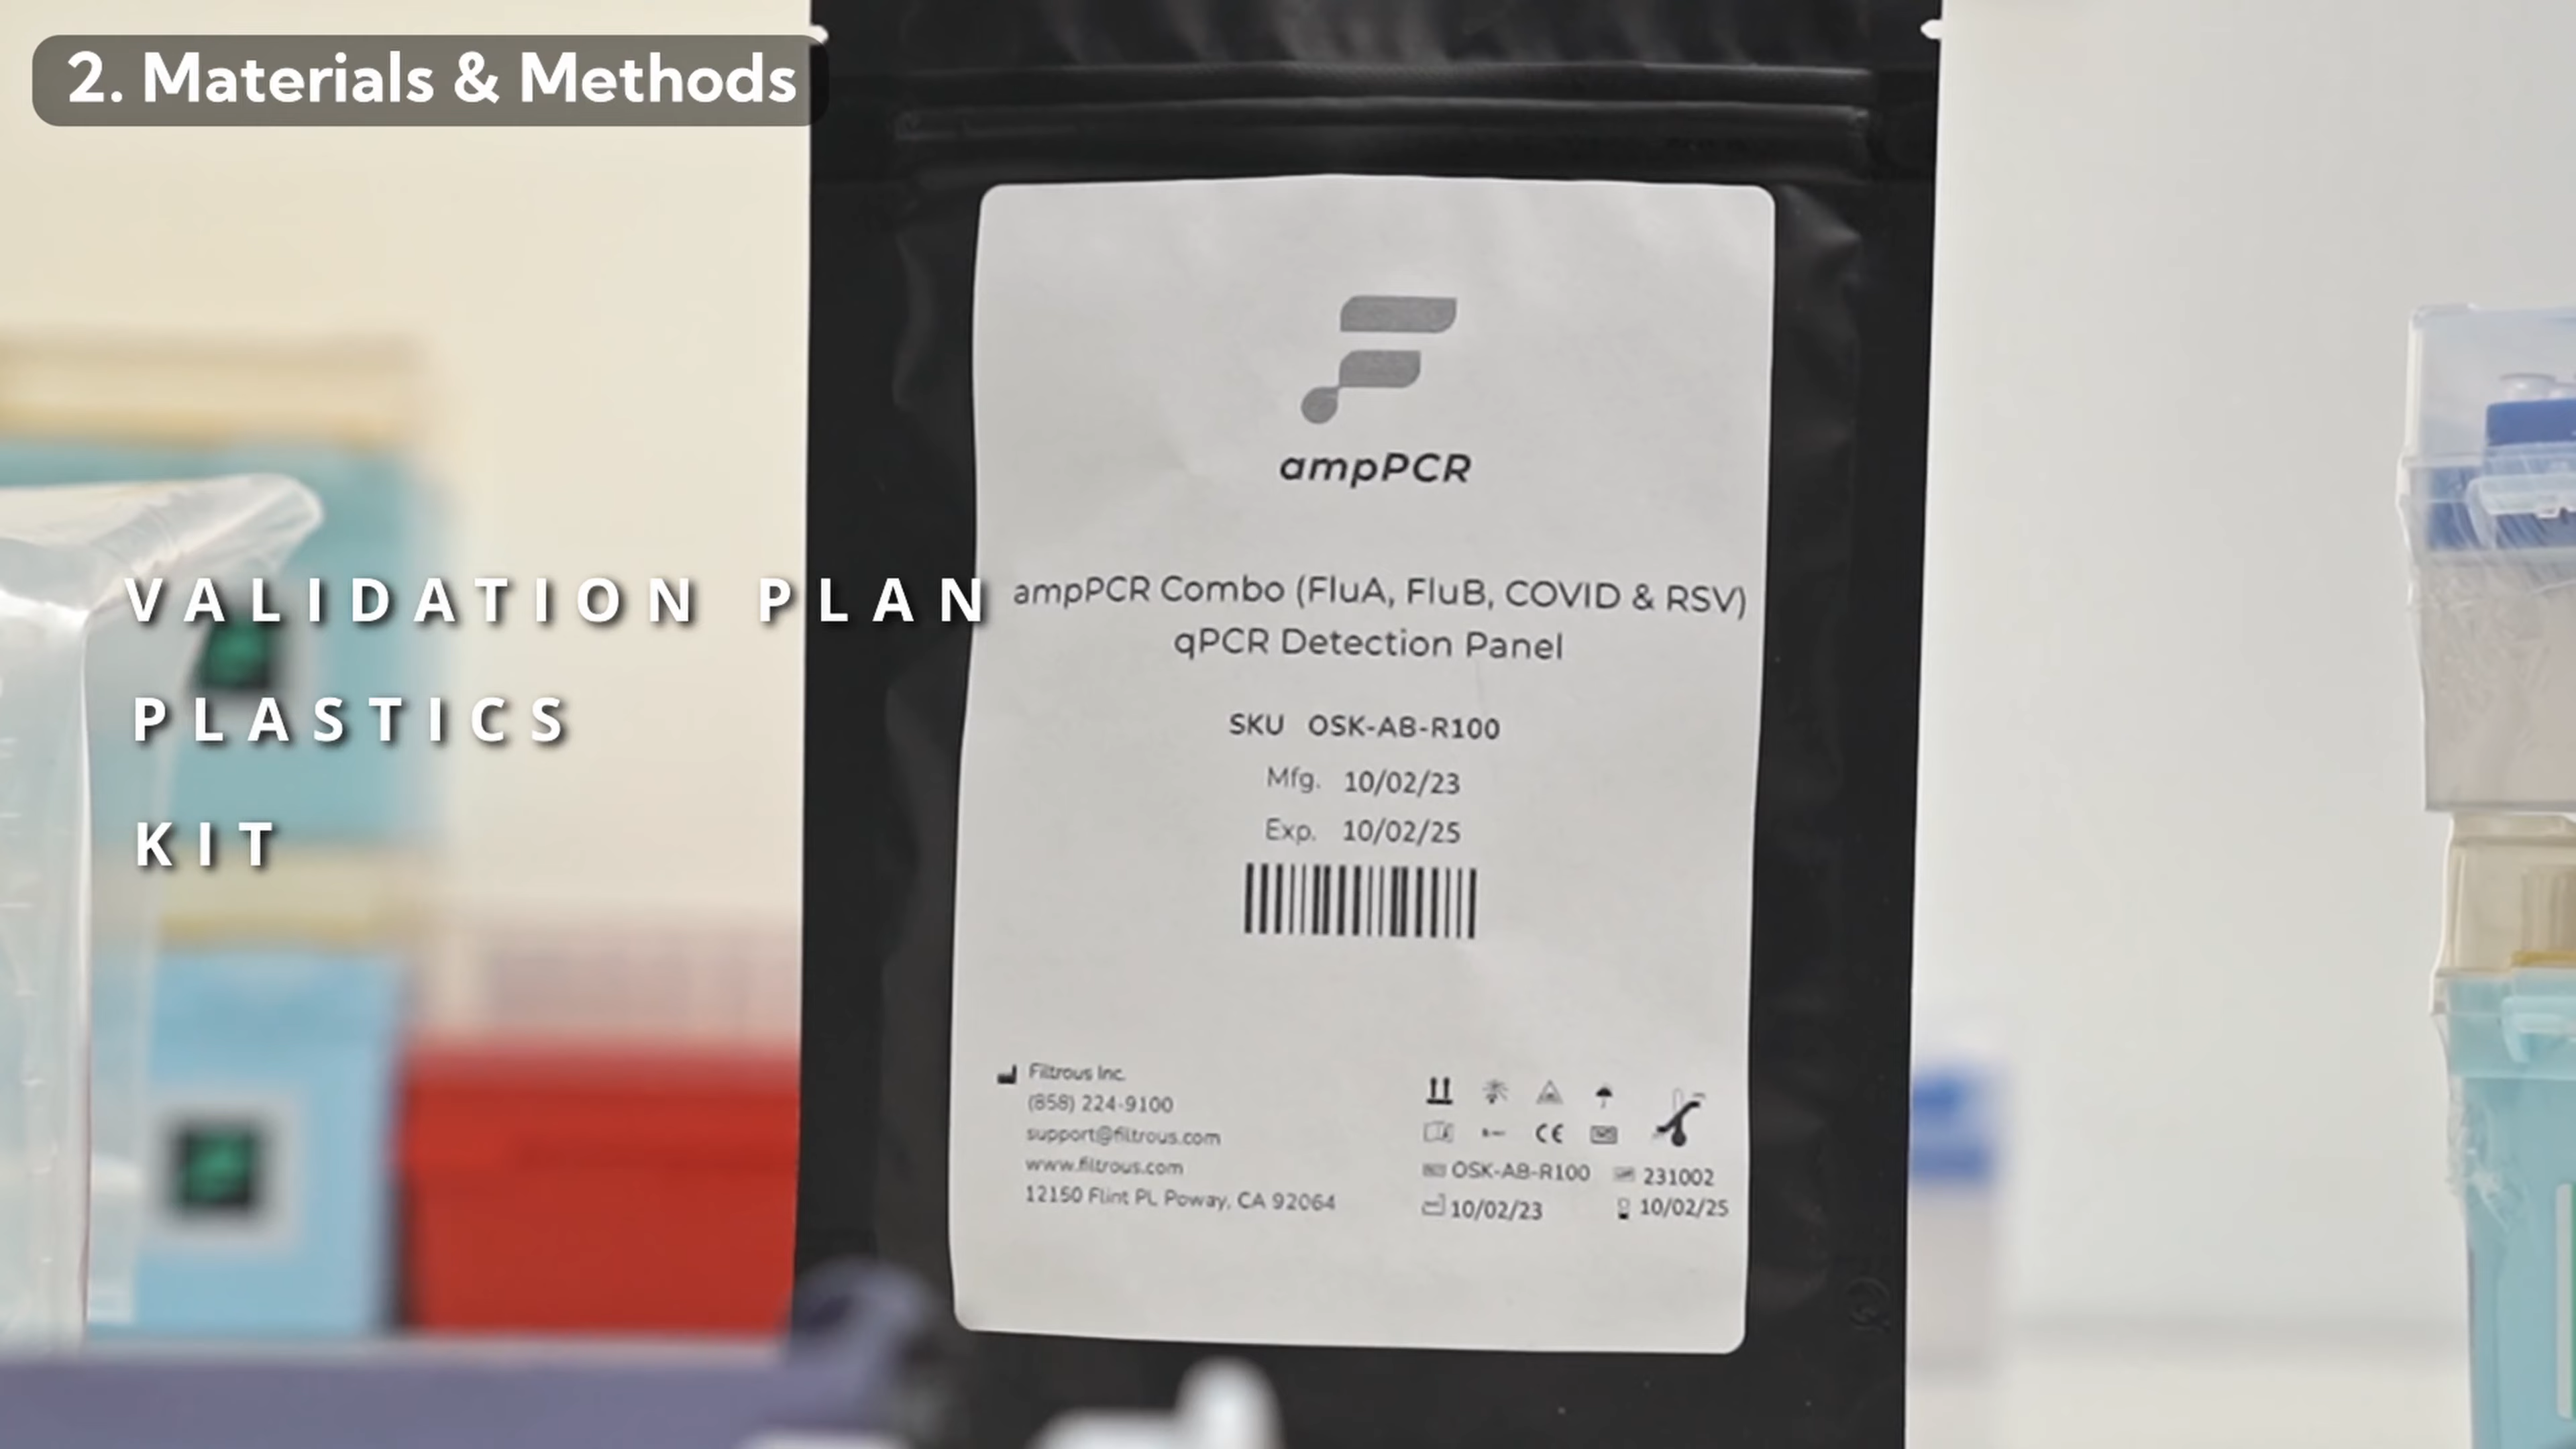 2. Materials & Methods
VALIDATION PLAN
PLASTICS
KIT
ampPCR
ampPCR Combo (FluA, FluB, COVID & RSV)
qPCR Detection Panel
SKU OSK-AB-R100
Mfg. 10/02/23
Exp. 10/02/25
Filtrous Inc.
(858) 224-9100
support@filtrous.com
www.filtrous.com
12150 Flint PL Poway, CA 92064
CE
OSK-AB-R100 231002
10/02/23 10/02/25